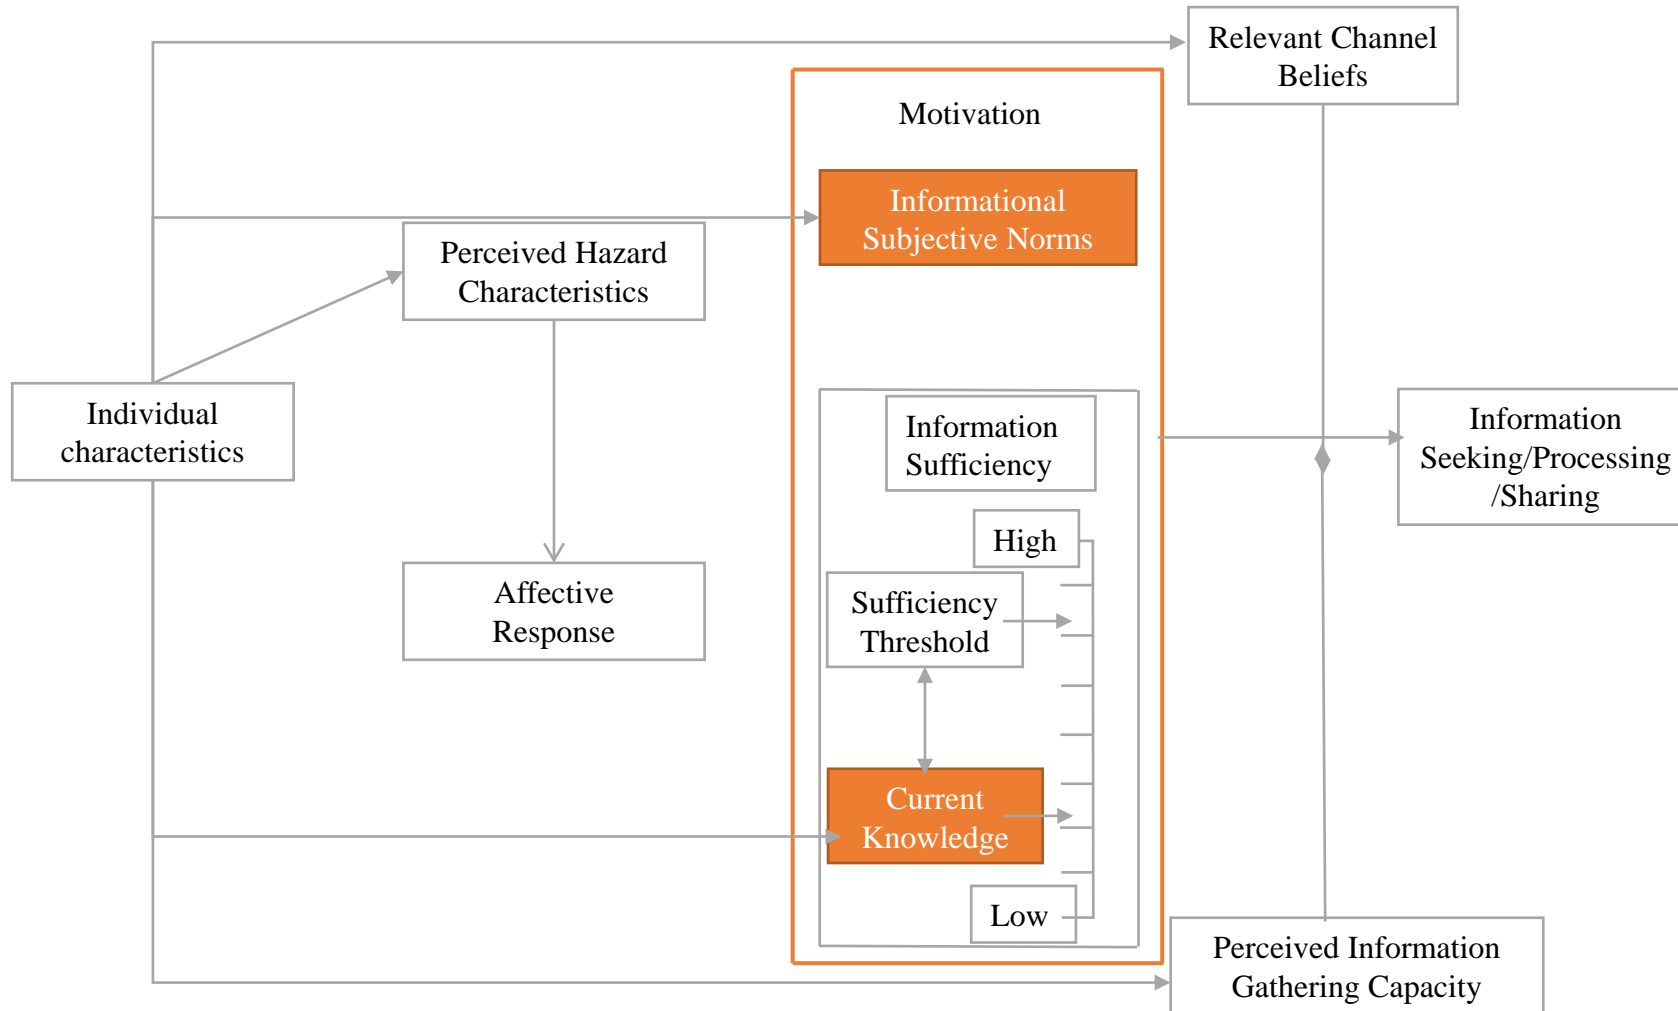 Relevant Channel
Beliefs
Motivation
Informational
Subjective Norms
Perceived Hazard
Characteristics
Individual
characteristics
Information
Sufficiency
Information
Seeking/Processing
/Sharing
High
Affective
Response
Sufficiency
Threshold
Current
Knowledge
Low
Perceived Information
Gathering Capacity